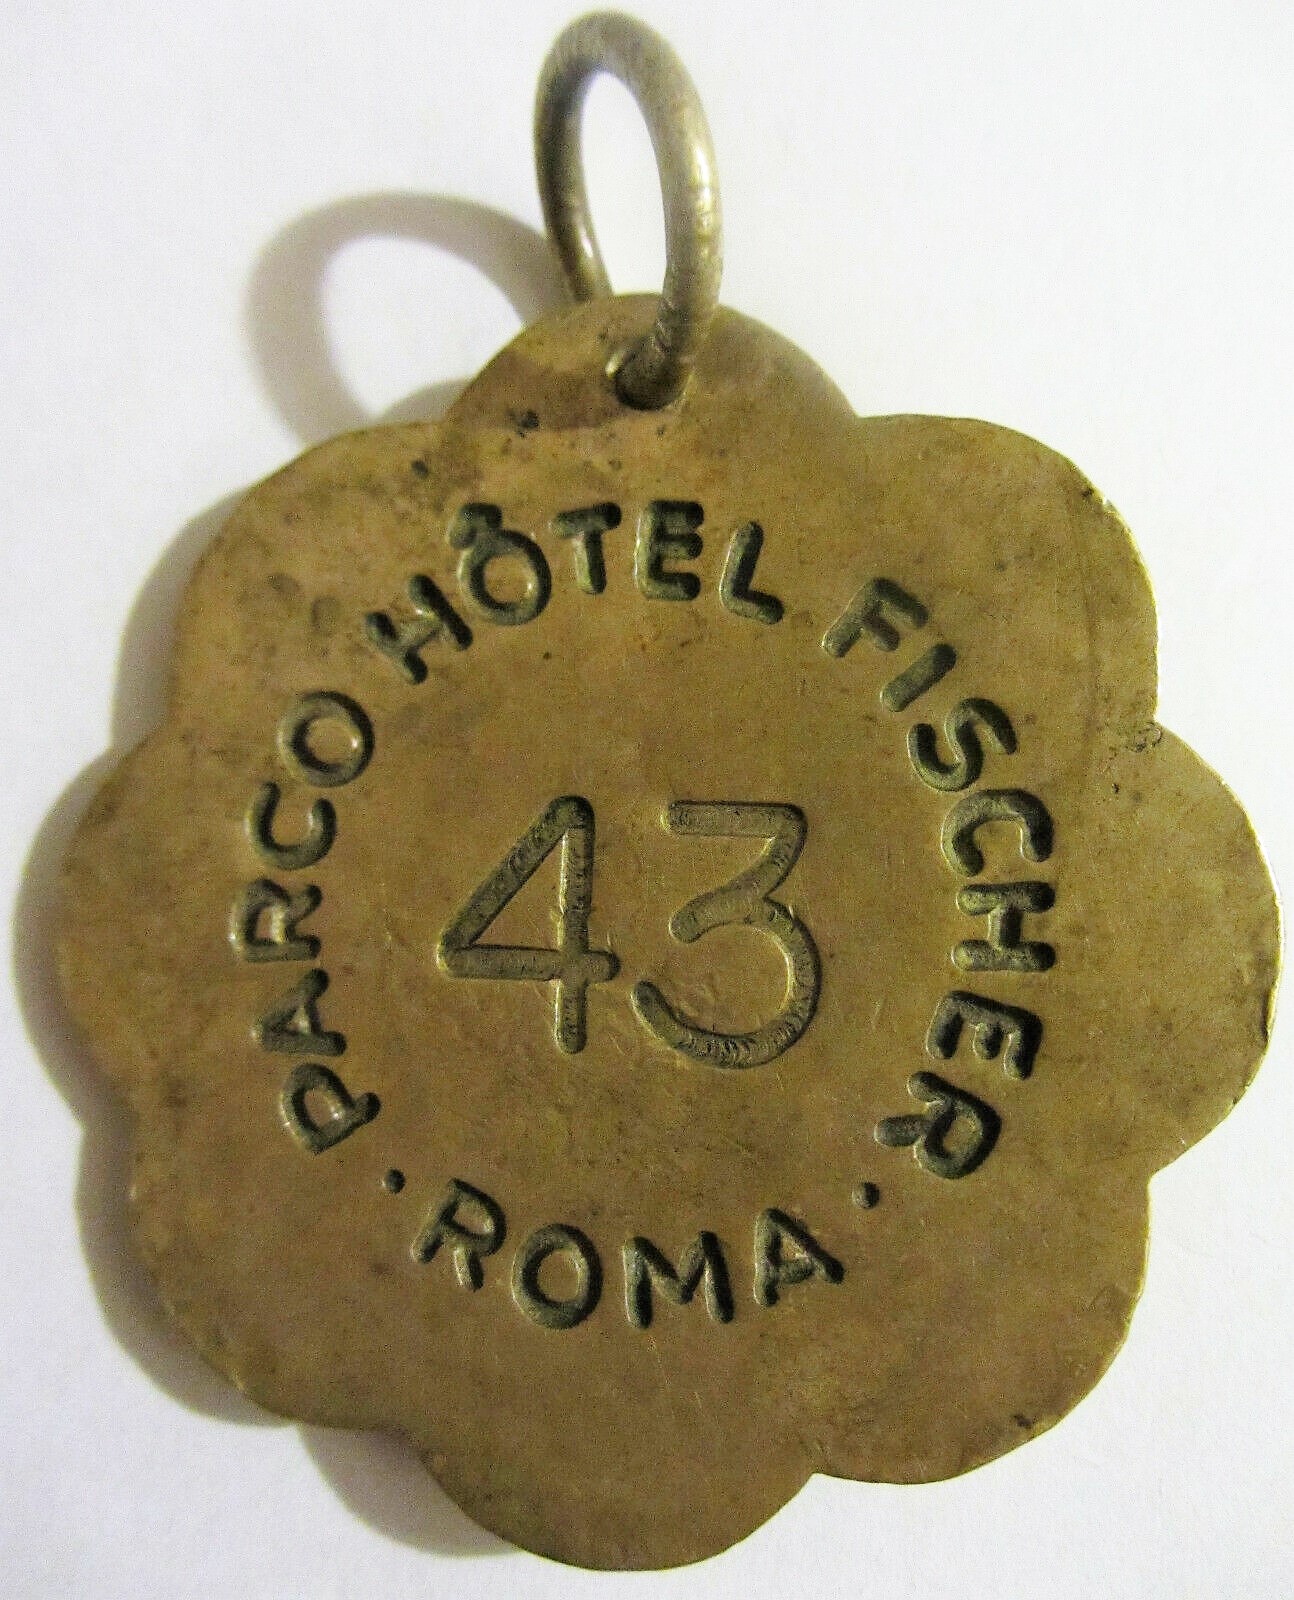 PARCO HÔTEL FISCHER
43
· ROMA ·